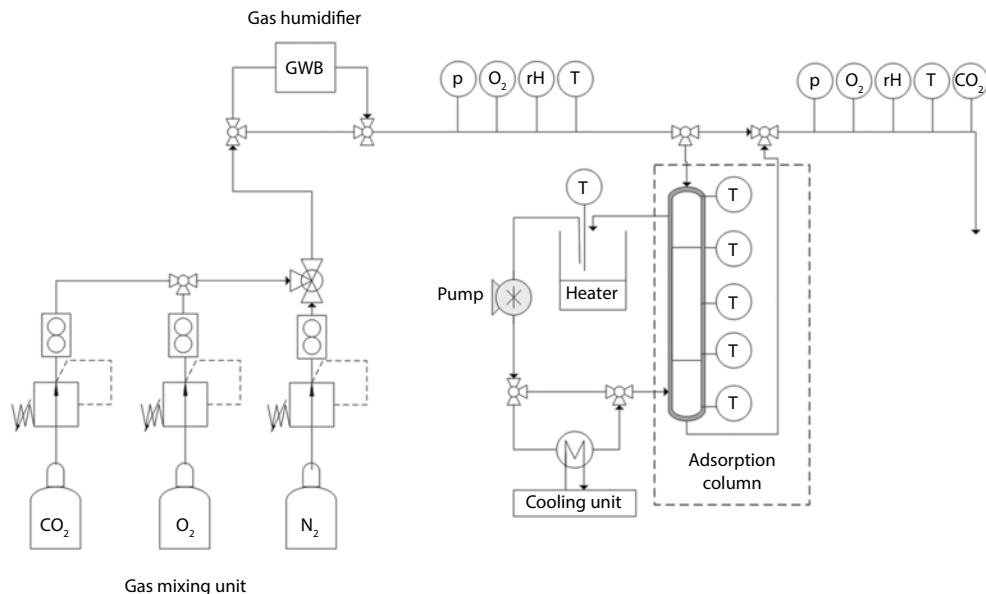 Gas humidifier
GWB
p O₂ rH T
p O₂ rH T CO₂
T
T
T
T
T
T
Pump
Heater
Cooling unit
Adsorption
column
CO₂ O₂ N₂
Gas mixing unit